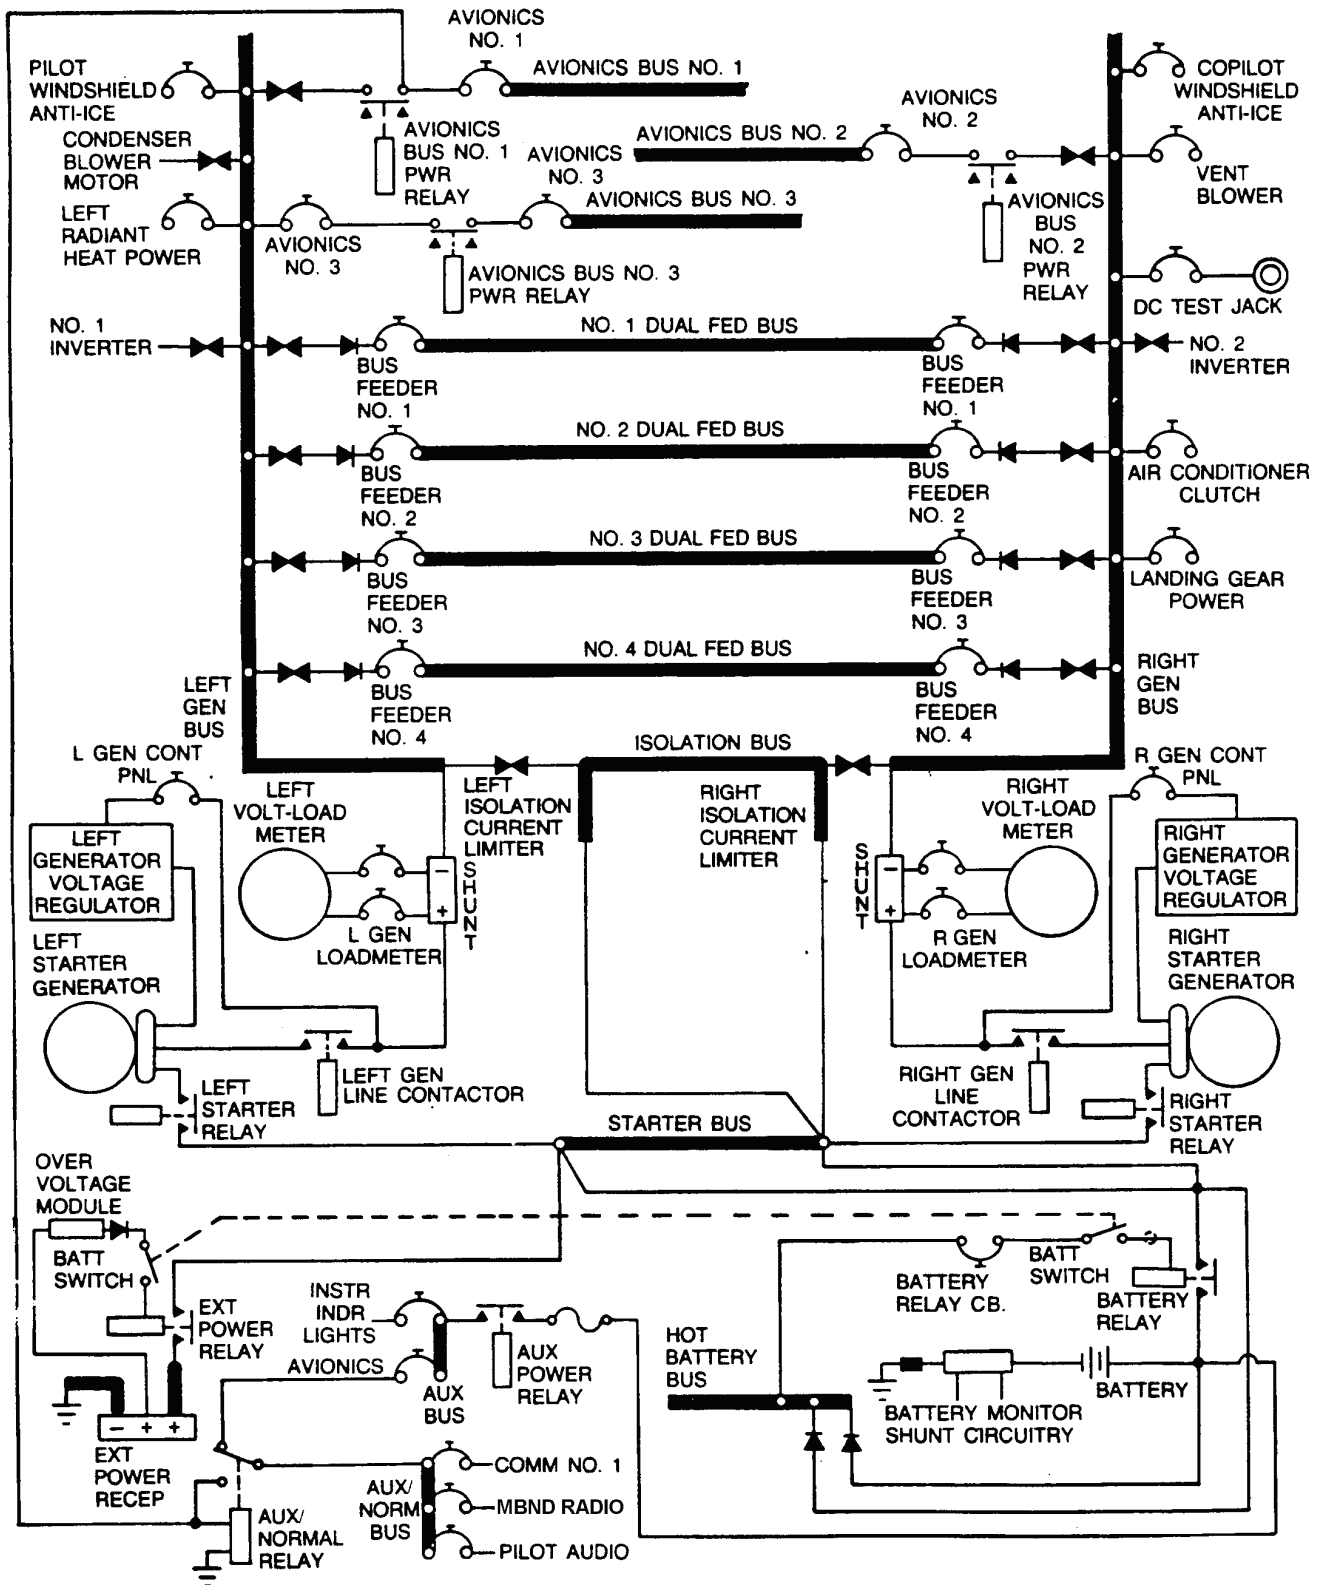 AVIONICS
NO. 1
PILOT
WINDSHIELD
ANTI-ICE
AVIONICS BUS NO. 1
COPILOT
WINDSHIELD
ANTI-ICE
AVIONICS
NO. 2
AVIONICS BUS NO. 2
CONDENSER
BLOWER
MOTOR
AVIONICS
BUS NO. 1
PWR
RELAY
AVIONICS
NO. 3
VENT
BLOWER
LEFT
RADIANT
HEAT POWER
AVIONICS
NO. 3
AVIONICS BUS NO. 3
AVIONICS
BUS
NO. 2
PWR
RELAY
AVIONICS BUS NO. 3
PWR RELAY
DC TEST JACK
NO. 1
INVERTER
NO. 1 DUAL FED BUS
NO. 2
INVERTER
BUS
FEEDER
NO. 1
BUS
FEEDER
NO. 1
NO. 2 DUAL FED BUS
BUS
FEEDER
NO. 2
BUS
FEEDER
NO. 2
AIR CONDITIONER
CLUTCH
NO. 3 DUAL FED BUS
BUS
FEEDER
NO. 3
BUS
FEEDER
NO. 3
LANDING GEAR
POWER
NO. 4 DUAL FED BUS
BUS
FEEDER
NO. 4
BUS
FEEDER
NO. 4
LEFT
GEN
BUS
RIGHT
GEN
BUS
ISOLATION BUS
L GEN CONT
PNL
R GEN CONT
PNL
LEFT
VOLT-LOAD
METER
LEFT
ISOLATION
CURRENT
LIMITER
RIGHT
ISOLATION
CURRENT
LIMITER
RIGHT
VOLT-LOAD
METER
LEFT
GENERATOR
VOLTAGE
REGULATOR
RIGHT
GENERATOR
VOLTAGE
REGULATOR
−
+
SHUNT
SHUNT
−
+
L GEN
LOADMETER
R GEN
LOADMETER
LEFT
STARTER
GENERATOR
RIGHT
STARTER
GENERATOR
LEFT GEN
LINE CONTACTOR
RIGHT GEN
LINE
CONTACTOR
LEFT
STARTER
RELAY
RIGHT
STARTER
RELAY
STARTER BUS
OVER
VOLTAGE
MODULE
BATT
SWITCH
EXT
POWER
RELAY
INSTR
INDR
LIGHTS
AVIONICS
AUX
BUS
AUX
POWER
RELAY
BATTERY
RELAY CB.
BATT
SWITCH
BATTERY
RELAY
HOT
BATTERY
BUS
BATTERY
BATTERY MONITOR
SHUNT CIRCUITRY
− + +
EXT
POWER
RECEP
AUX/
NORMAL
RELAY
AUX/
NORM
BUS
COMM NO. 1
MBND RADIO
PILOT AUDIO